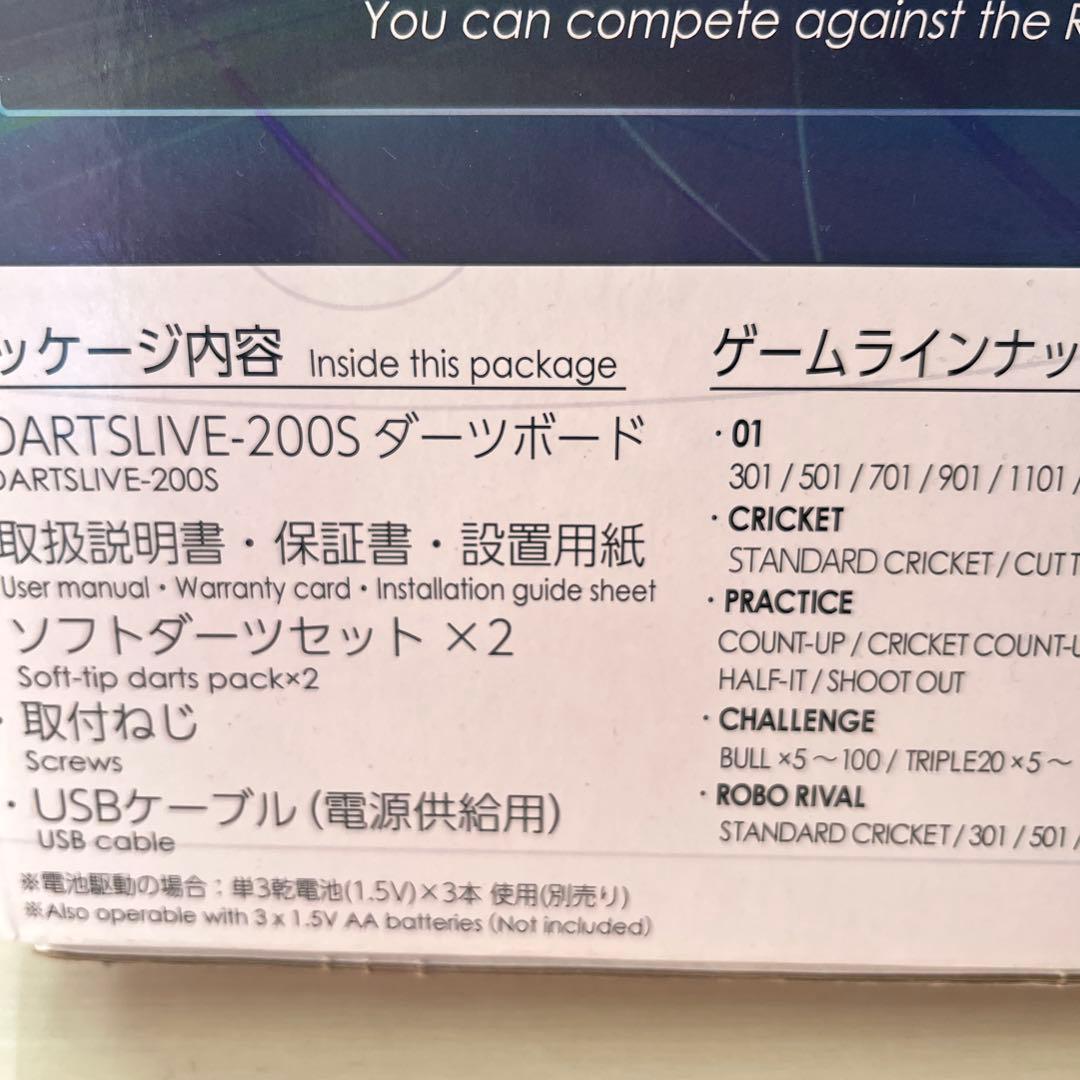 You can compete against the
ッケージ内容 Inside this package
DARTSLIVE-200S ダーツボード
DARTSLIVE-200S
取扱説明書・保証書・設置用紙
User manual・Warranty card・Installation guide sheet
ソフトダーツセット ×2
Soft-tip darts pack×2
・取付ねじ
Screws
・USBケーブル(電源供給用)
USB cable
※電池駆動の場合：単3乾電池(1.5V)×3本 使用(別売り)
※Also operable with 3 x 1.5V AA batteries (Not included)
ゲームラインナッ
・01
301 / 501 / 701 / 901 / 1101 /
・CRICKET
STANDARD CRICKET / CUTT
・PRACTICE
COUNT-UP / CRICKET COUNT-U
HALF-IT / SHOOT OUT
・CHALLENGE
BULL ×5～100 / TRIPLE20 ×5～
・ROBO RIVAL
STANDARD CRICKET / 301 / 501 /